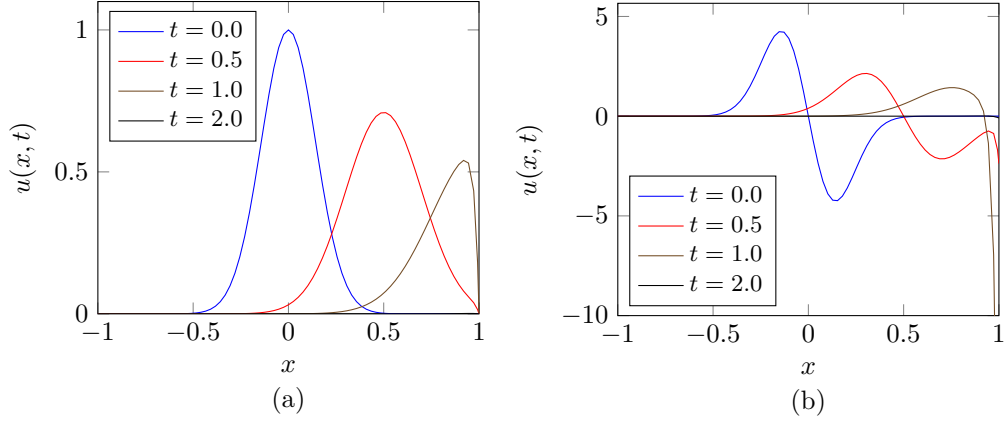 1
0.5
0
u(x, t)
t = 0.0
t = 0.5
t = 1.0
t = 2.0
−1 −0.5 0 0.5 1
x
(a)
5
0
−5
−10
u(x, t)
t = 0.0
t = 0.5
t = 1.0
t = 2.0
−1 −0.5 0 0.5 1
x
(b)